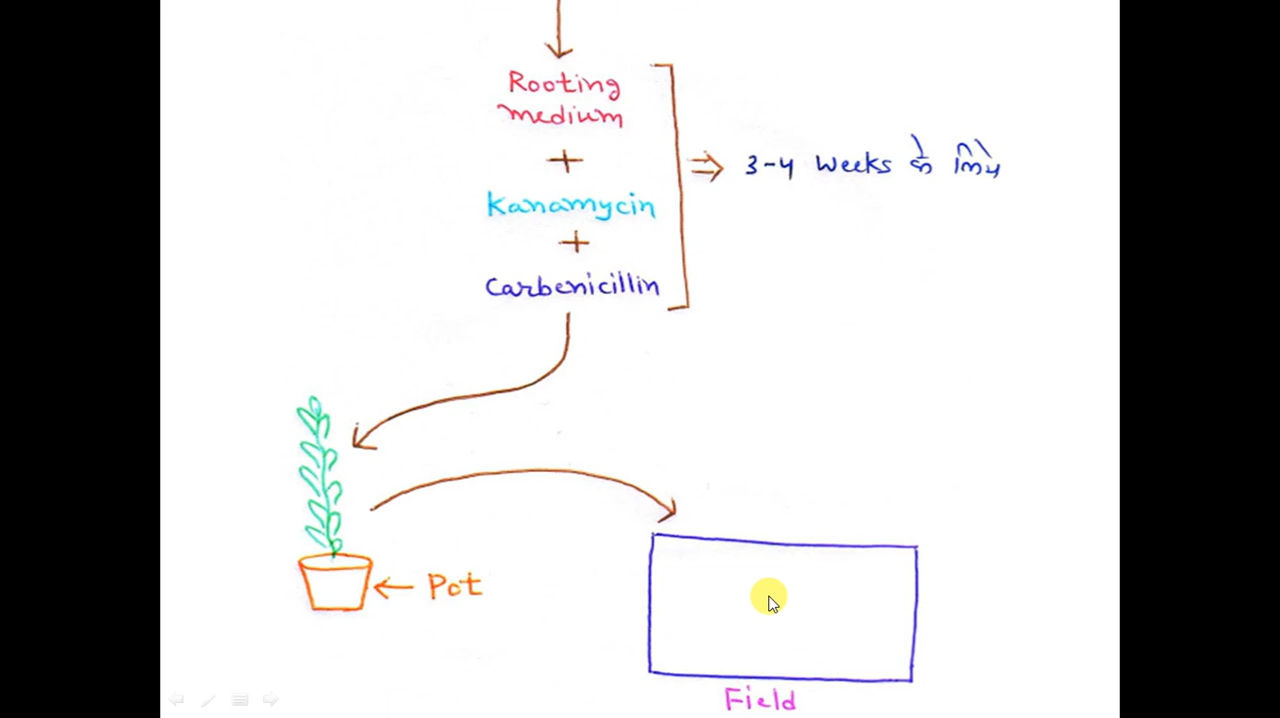 Rooting
medium
+
Kanamycin
+
Carbenicillin
⇒ 3-4 Weeks के लिए
← Pot
Field